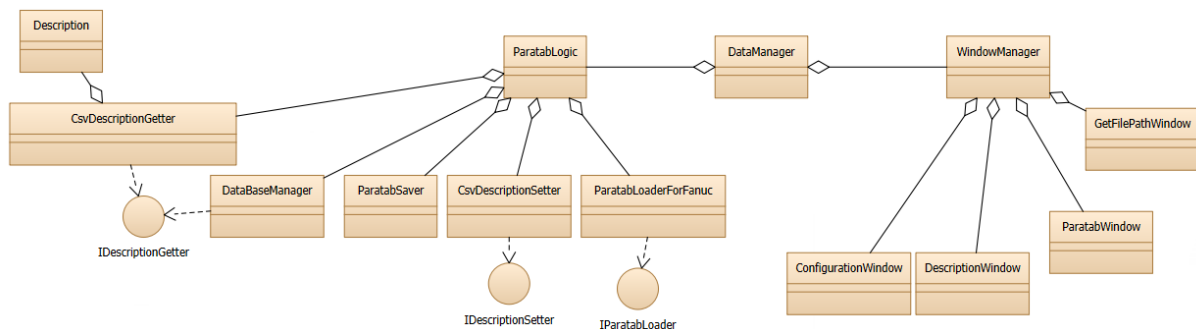 Description
ParatabLogic
DataManager
WindowManager
CsvDescriptionGetter
GetFilePathWindow
DataBaseManager
ParatabSaver
CsvDescriptionSetter
ParatabLoaderForFanuc
ParatabWindow
IDescriptionGetter
ConfigurationWindow
DescriptionWindow
IDescriptionSetter
IParatabLoader